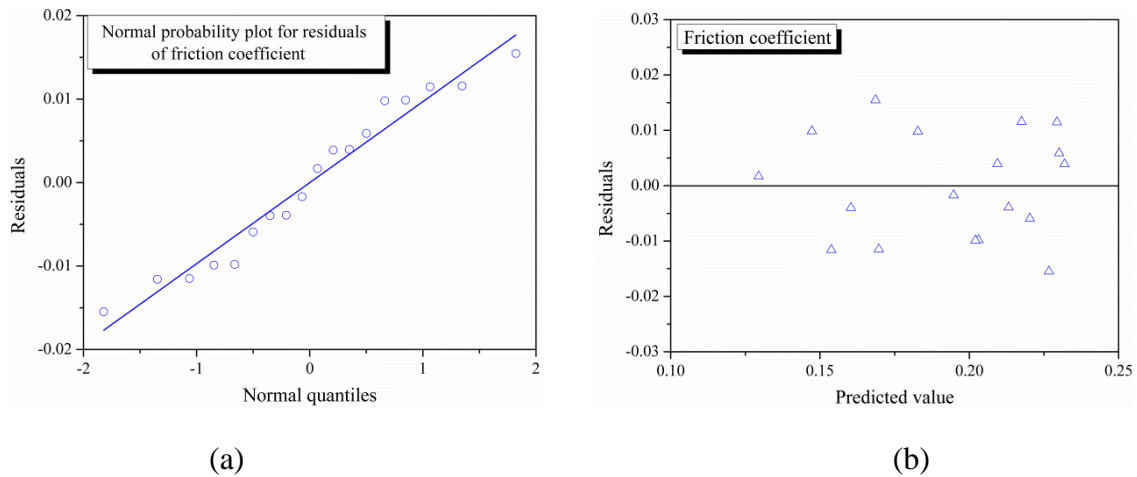 Normal probability plot for residuals
of friction coefficient
0.02
0.01
0.00
-0.01
-0.02
-2
-1
0
1
2
Residuals
Normal quantiles
(a)
Friction coefficient
0.03
0.02
0.01
0.00
-0.01
-0.02
-0.03
0.10
0.15
0.20
0.25
Residuals
Predicted value
(b)